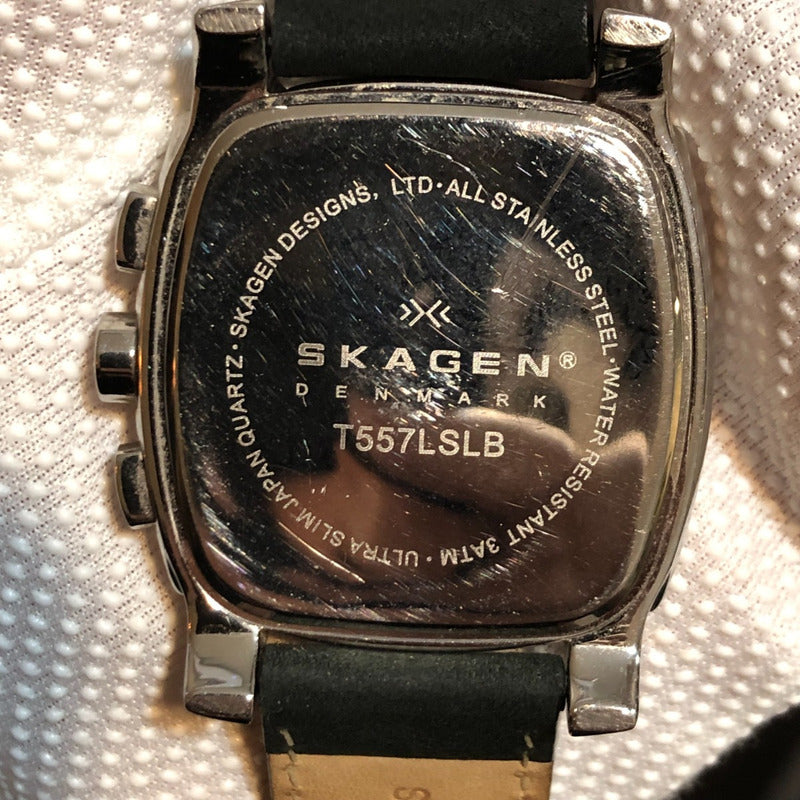 SKAGEN DESIGNS, LTD·ALL STAINLESS STEEL·WATER RESISTANT 3ATM·ULTRA SLIM JAPAN QUARTZ·
SKAGEN®
DENMARK
T557LSLB